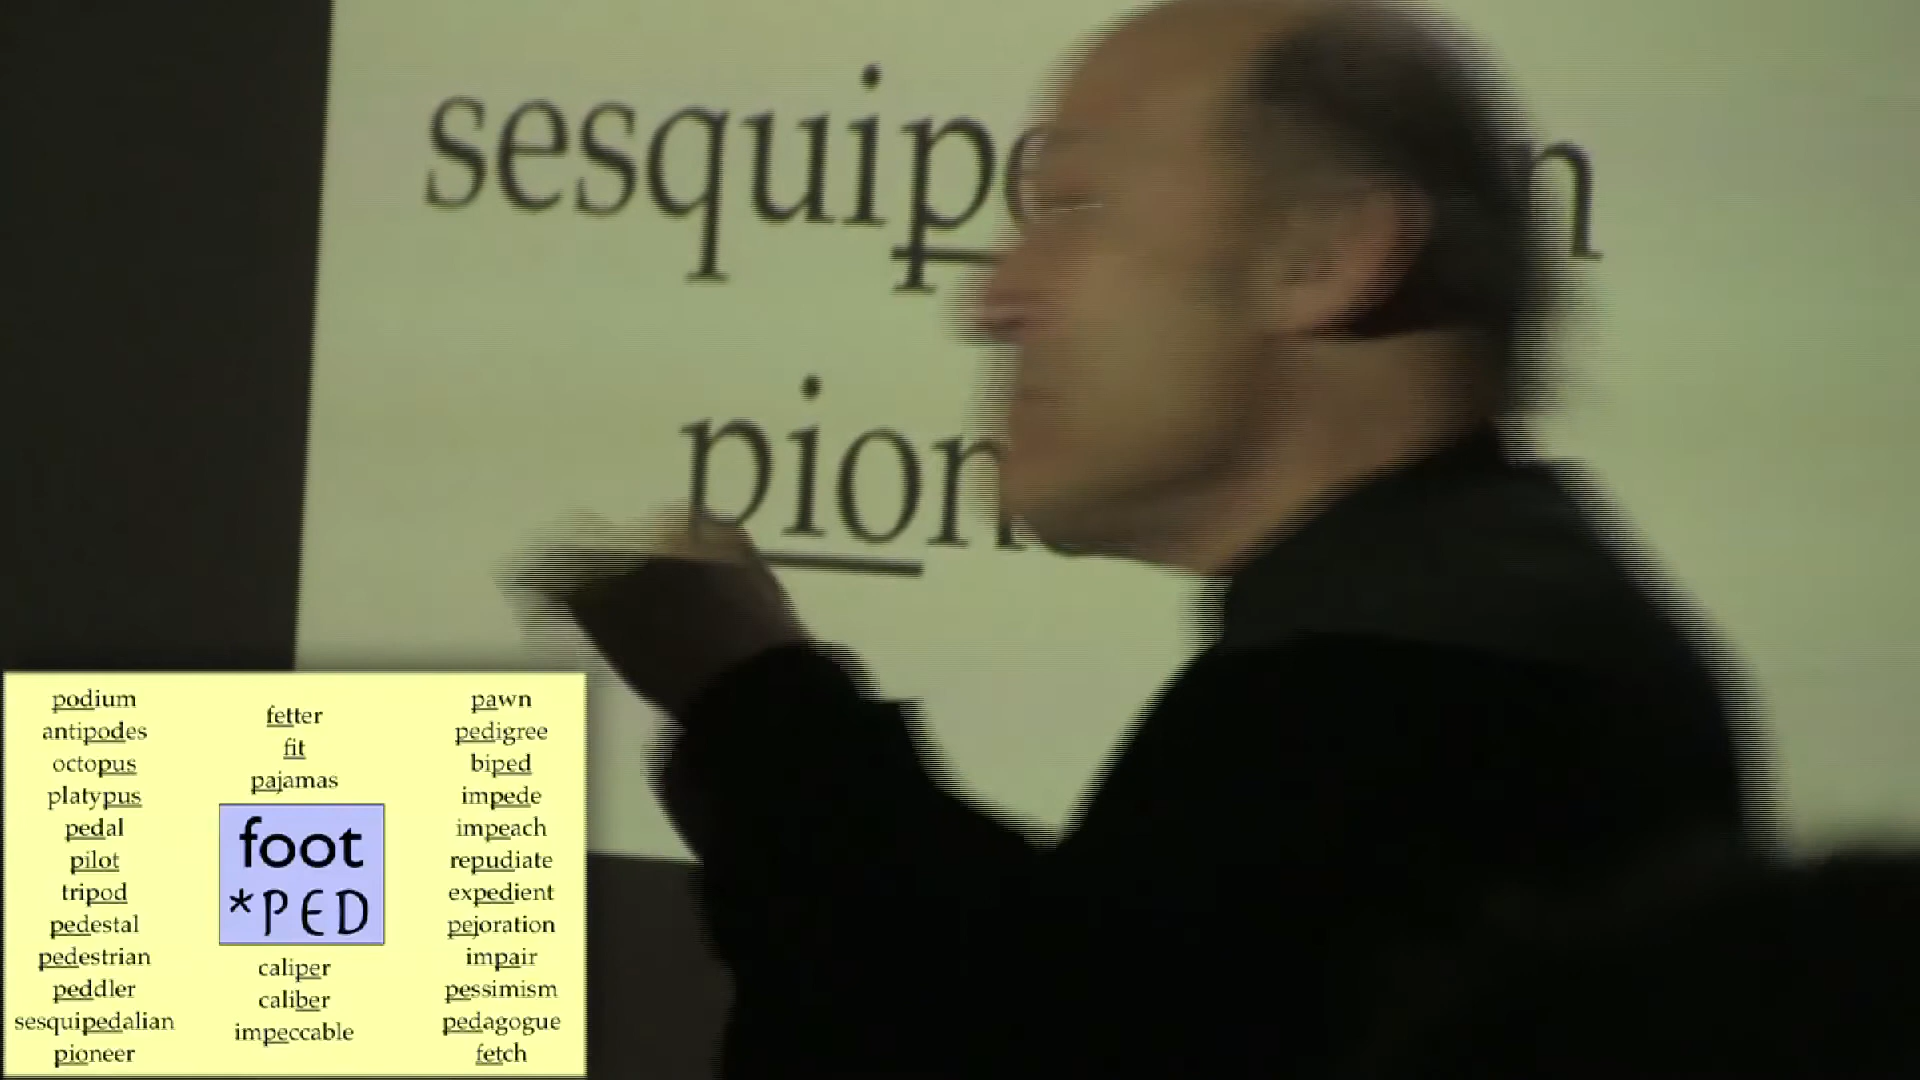 sesquipe n
pion
podium
antipodes
octopus
platypus
pedal
pilot
tripod
pedestal
pedestrian
peddler
sesquipedalian
pioneer
fetter
fit
pajamas
foot
*PED
caliper
caliber
impeccable
pawn
pedigree
biped
impede
impeach
repudiate
expedient
pejoration
impair
pessimism
pedagogue
fetch